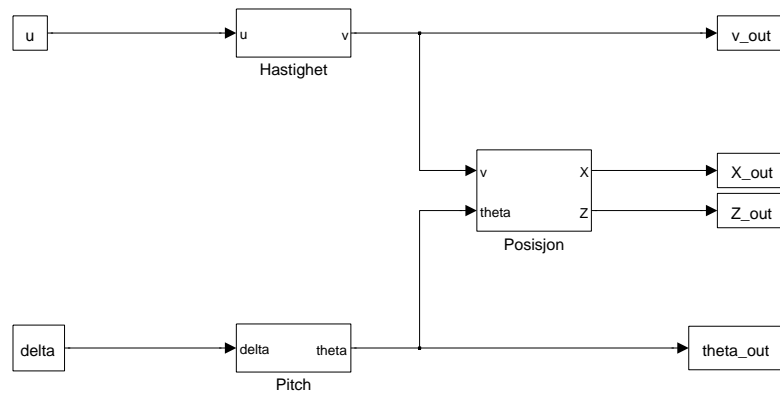 u
u
v
v_out
Hastighet
v
X
X_out
theta
Z
Z_out
Posisjon
delta
delta
theta
theta_out
Pitch